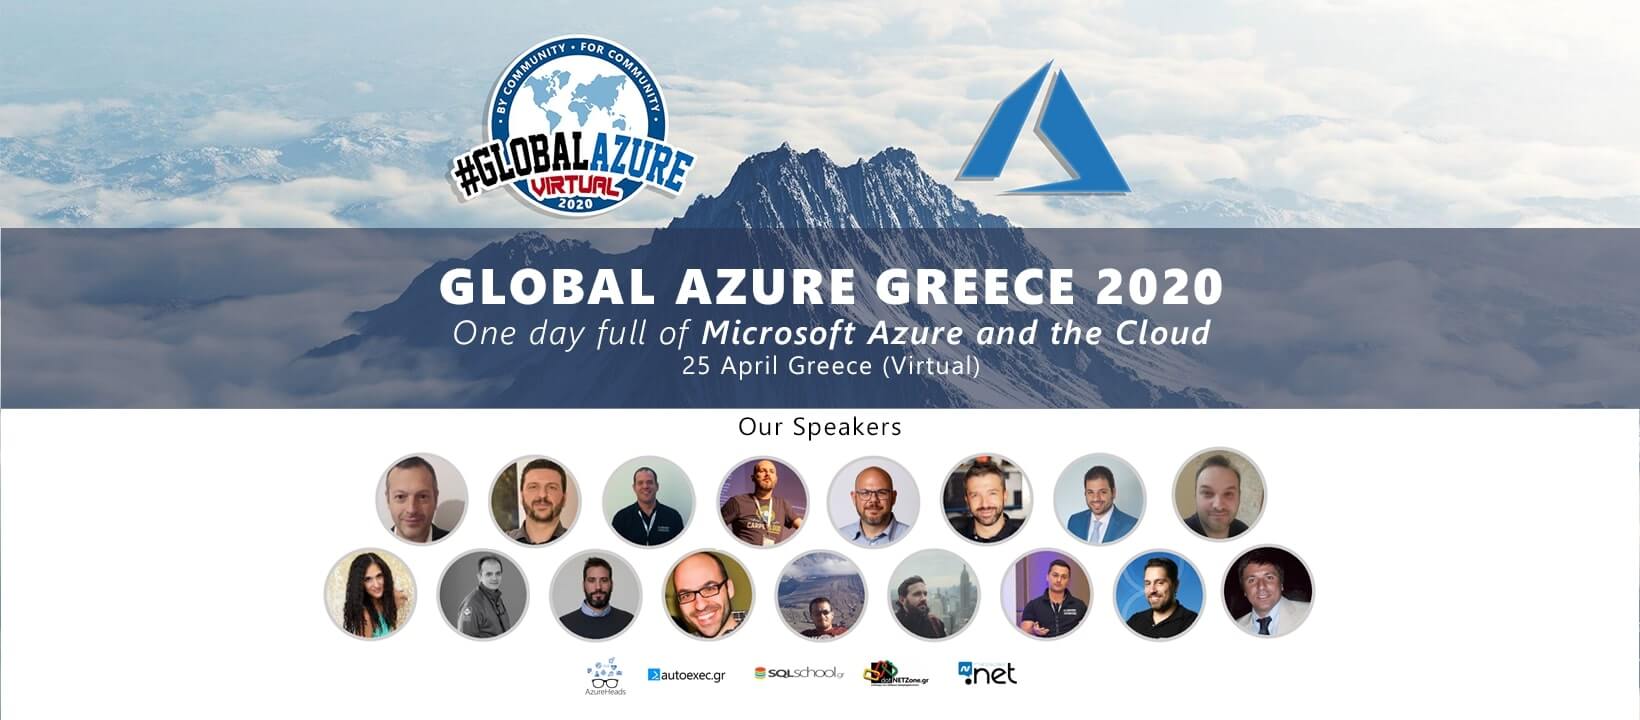 • BY COMMUNITY • FOR COMMUNITY •
#GLOBALAZURE
VIRTUAL
2020
GLOBAL AZURE GREECE 2020
One day full of Microsoft Azure and the Cloud
25 April Greece (Virtual)
Our Speakers
AzureHeads
autoexec.gr
SQLschool.gr
dotNETZone.gr
.net